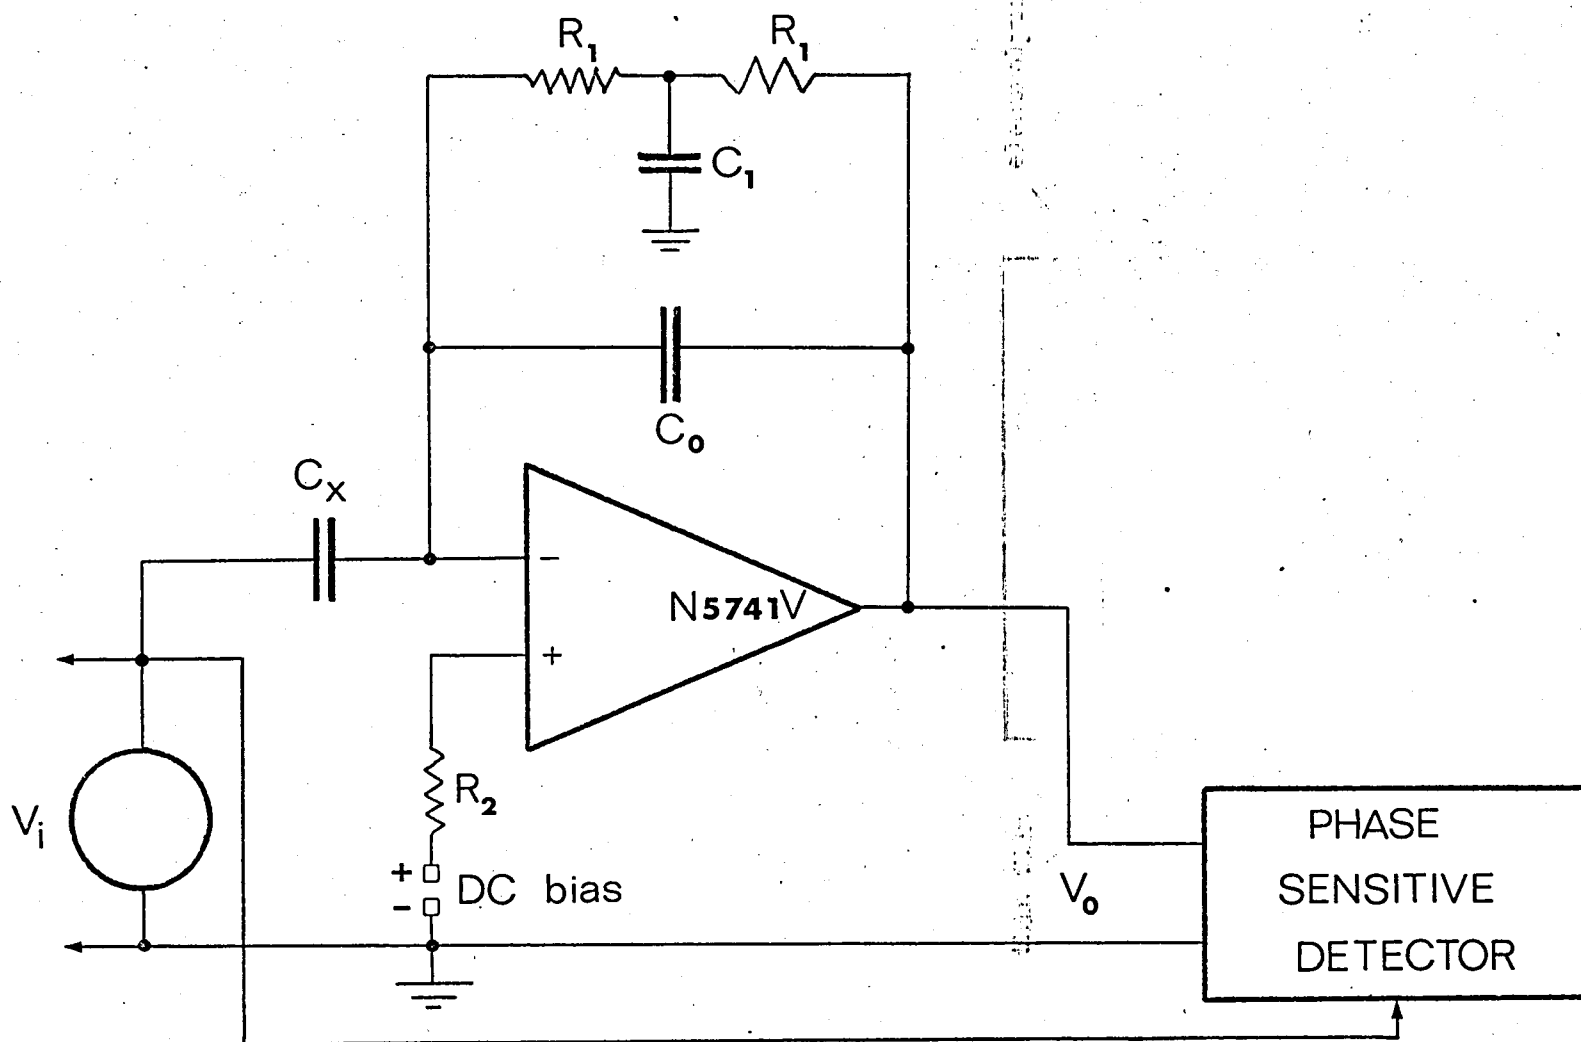 R₁ R₁
C₁
C₀
Cₓ
−
N5741V
+
R₂
Vᵢ
+
− DC bias
V₀
PHASE
SENSITIVE
DETECTOR